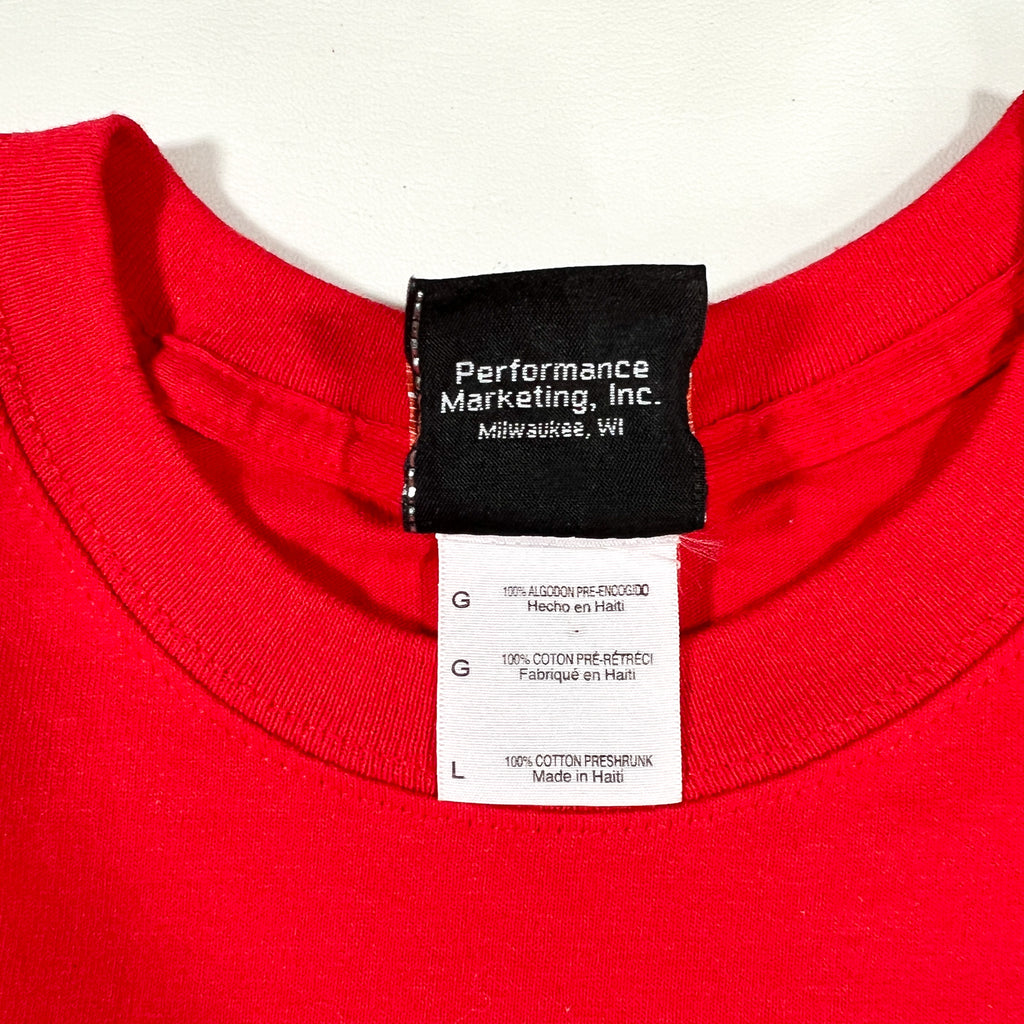 Performance
Marketing, Inc.
Milwaukee, WI
G 100% ALGODON PRE-ENCOGIDO
Hecho en Haiti
G 100% COTON PRÉ-RÉTRÉCI
Fabriqué en Haiti
L 100% COTTON PRESHRUNK
Made in Haiti